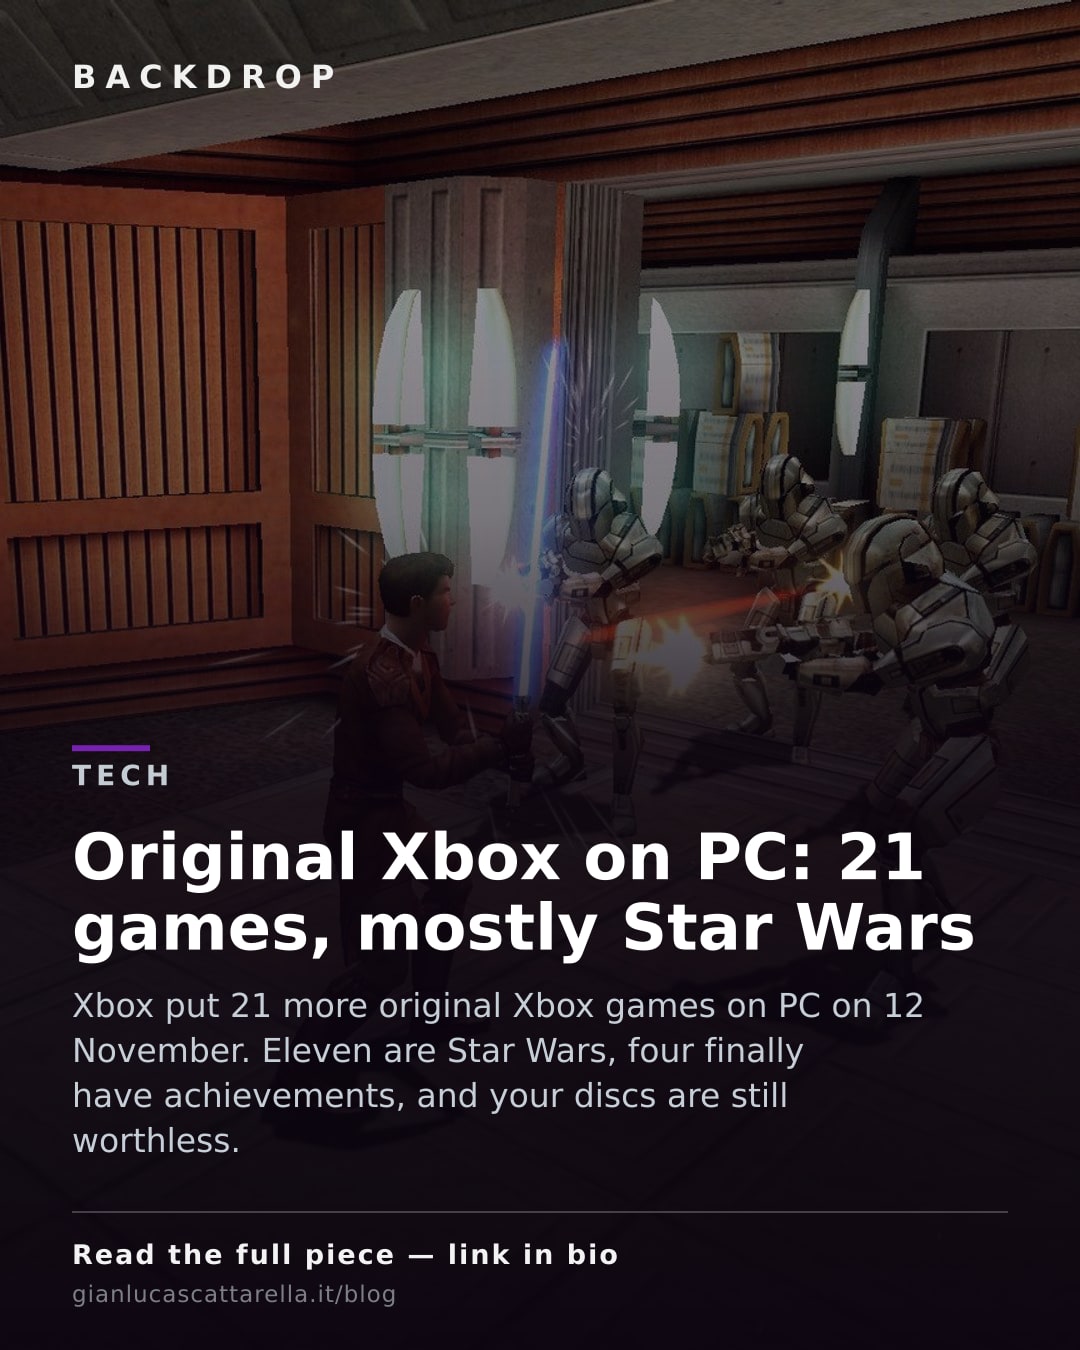 BACKDROP
TECH
Original Xbox on PC: 21
games, mostly Star Wars
Xbox put 21 more original Xbox games on PC on 12
November. Eleven are Star Wars, four finally
have achievements, and your discs are still
worthless.
Read the full piece — link in bio
gianlucascattarella.it/blog